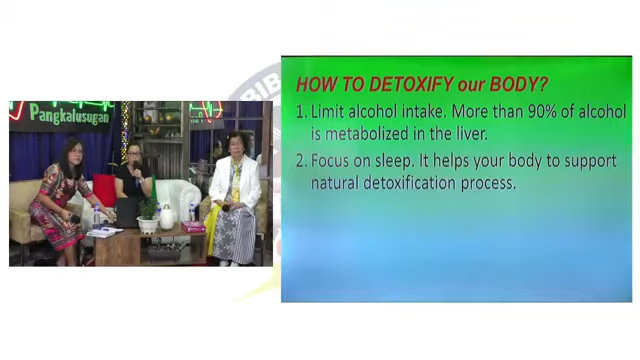 Pangkalusugan
HOW TO DETOXIFY our BODY?
1. Limit alcohol intake. More than 90% of alcohol
is metabolized in the liver.
2. Focus on sleep. It helps your body to support
natural detoxification process.